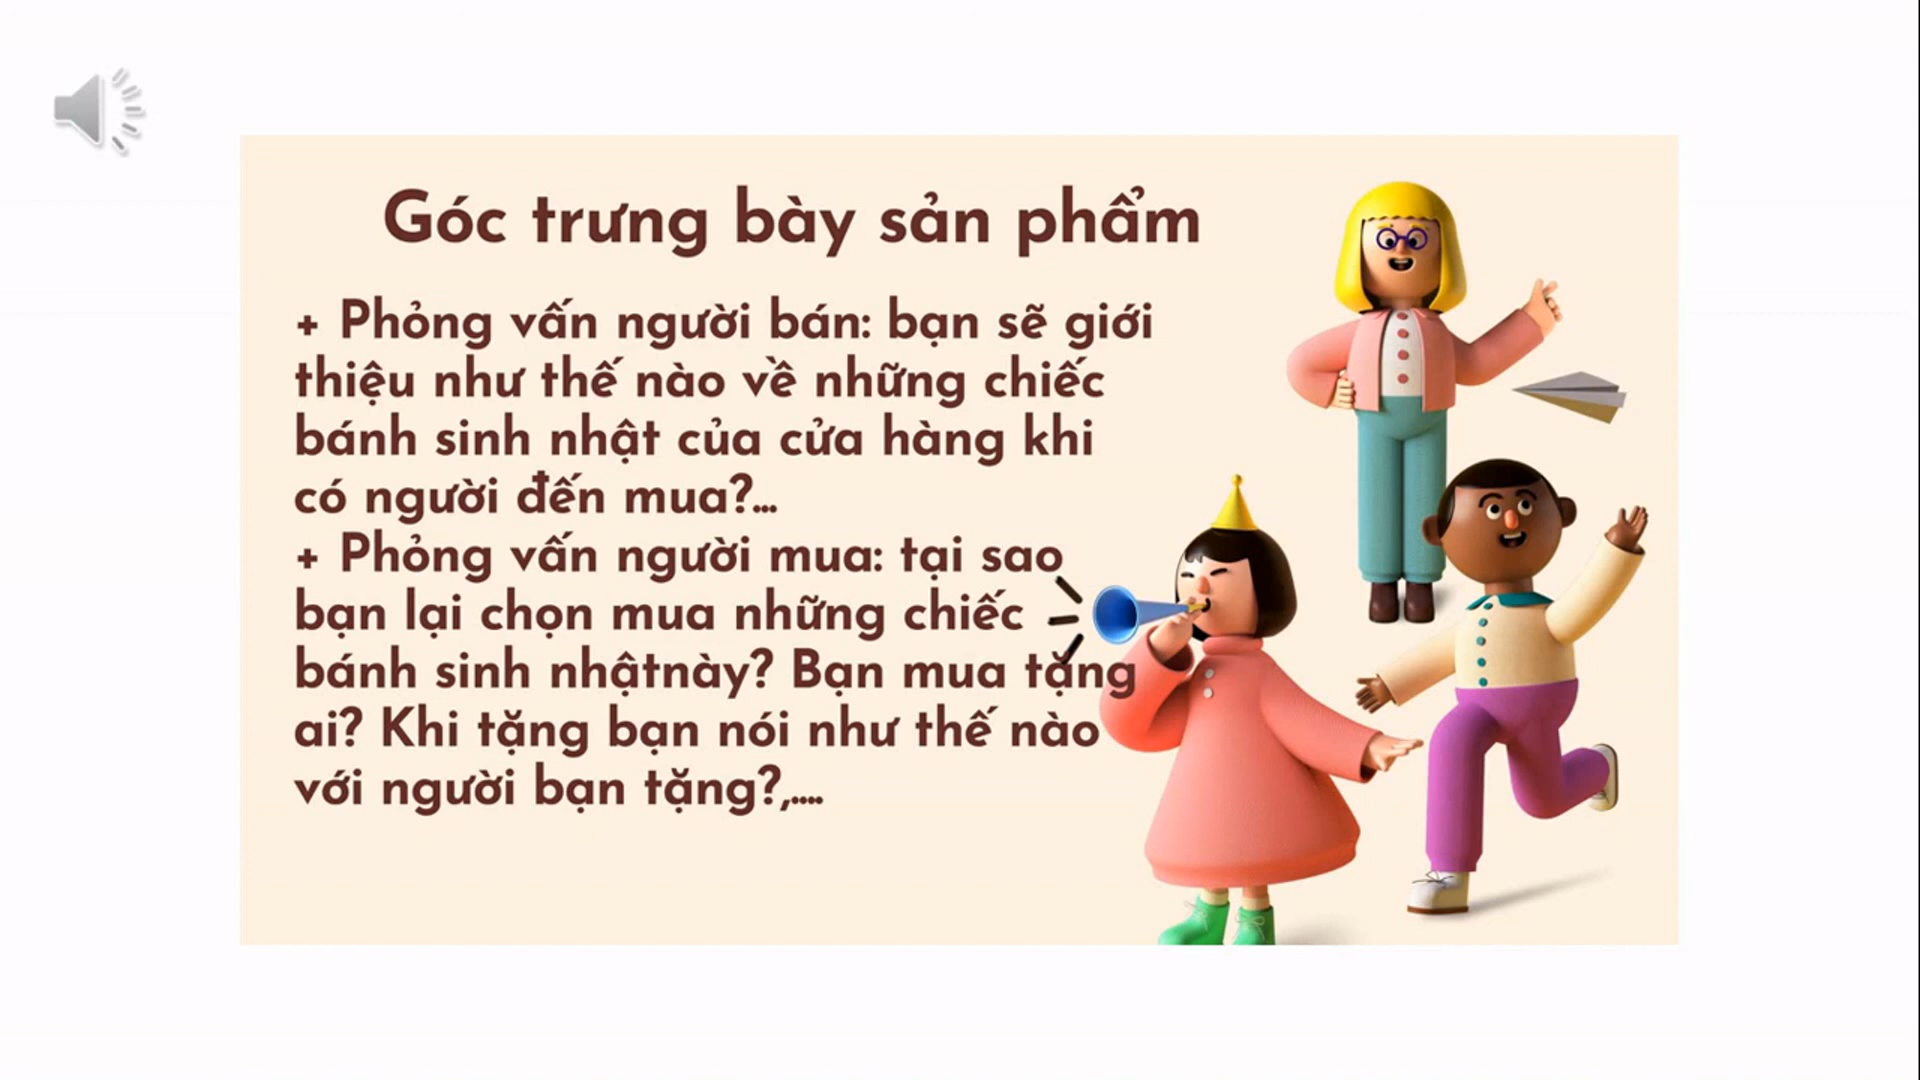 Góc trưng bày sản phẩm
+ Phỏng vấn người bán: bạn sẽ giới
thiệu như thế nào về những chiếc
bánh sinh nhật của cửa hàng khi
có người đến mua?...
+ Phỏng vấn người mua: tại sao
bạn lại chọn mua những chiếc
bánh sinh nhậtnày? Bạn mua tặng
ai? Khi tặng bạn nói như thế nào
với người bạn tặng?,....